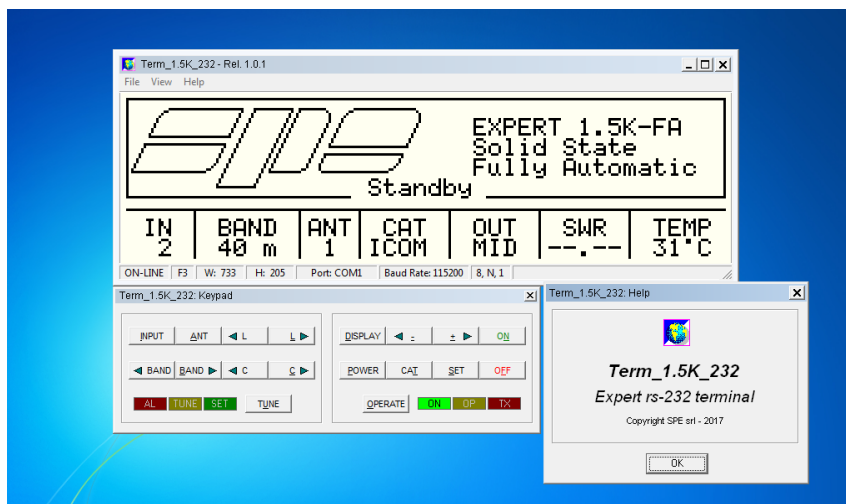 Term_1.5K_232 - Rel. 1.0.1
File View Help
spe
EXPERT 1.5K-FA
Solid State
Fully Automatic
Standby
IN BAND ANT CAT OUT SWR TEMP
2 40 m 1 ICOM MID --.-- 31°C
ON-LINE F3 W: 733 H: 205 Port: COM1 Baud Rate: 115200 8, N, 1
Term_1.5K_232: Keypad
INPUT ANT ◄ L L ► DISPLAY ◄ - + ► ON
◄ BAND BAND ► ◄ C C ► POWER CAT SET OFF
AL TUNE SET TUNE OPERATE ON OP TX
Term_1.5K_232: Help
Term_1.5K_232
Expert rs-232 terminal
Copyright SPE srl - 2017
OK